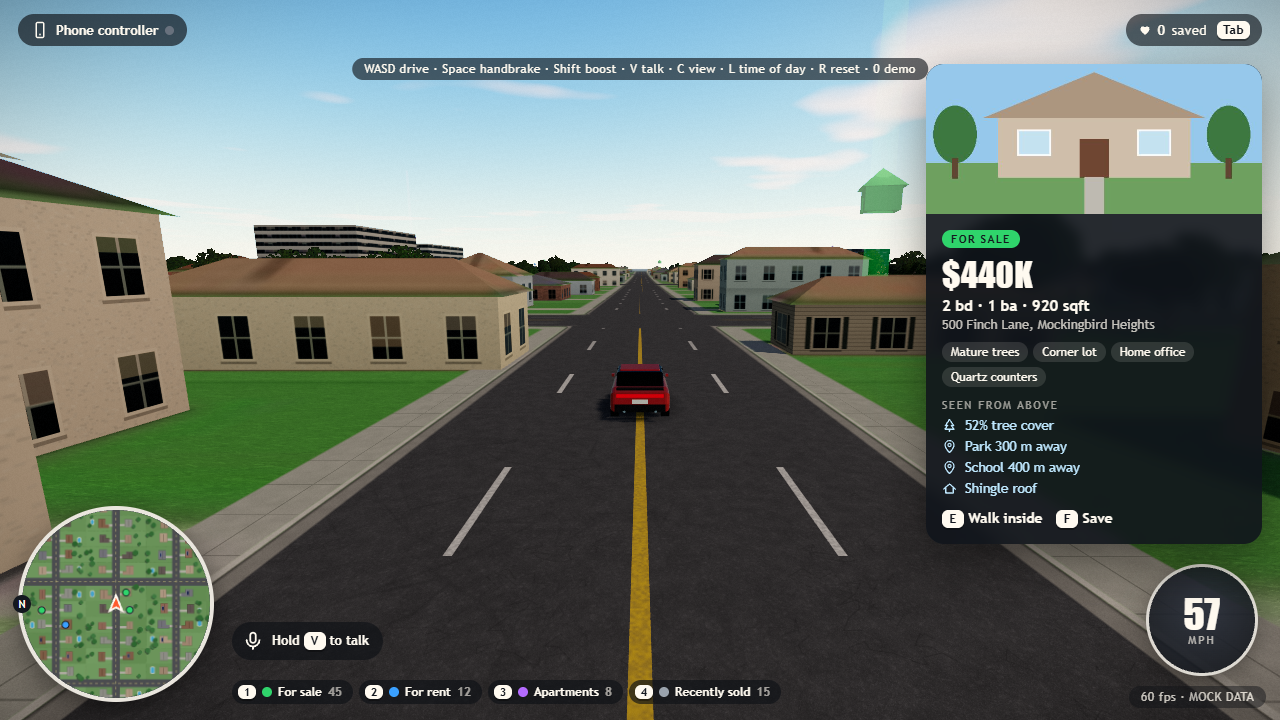 Phone controller
0 saved Tab
WASD drive · Space handbrake · Shift boost · V talk · C view · L time of day · R reset · 0 demo
FOR SALE
$440K
2 bd · 1 ba · 920 sqft
500 Finch Lane, Mockingbird Heights
Mature trees Corner lot Home office
Quartz counters
SEEN FROM ABOVE
52% tree cover
Park 300 m away
School 400 m away
Shingle roof
E Walk inside F Save
N
57
MPH
Hold V to talk
1 For sale 45 2 For rent 12 3 Apartments 8 4 Recently sold 15
60 fps · MOCK DATA